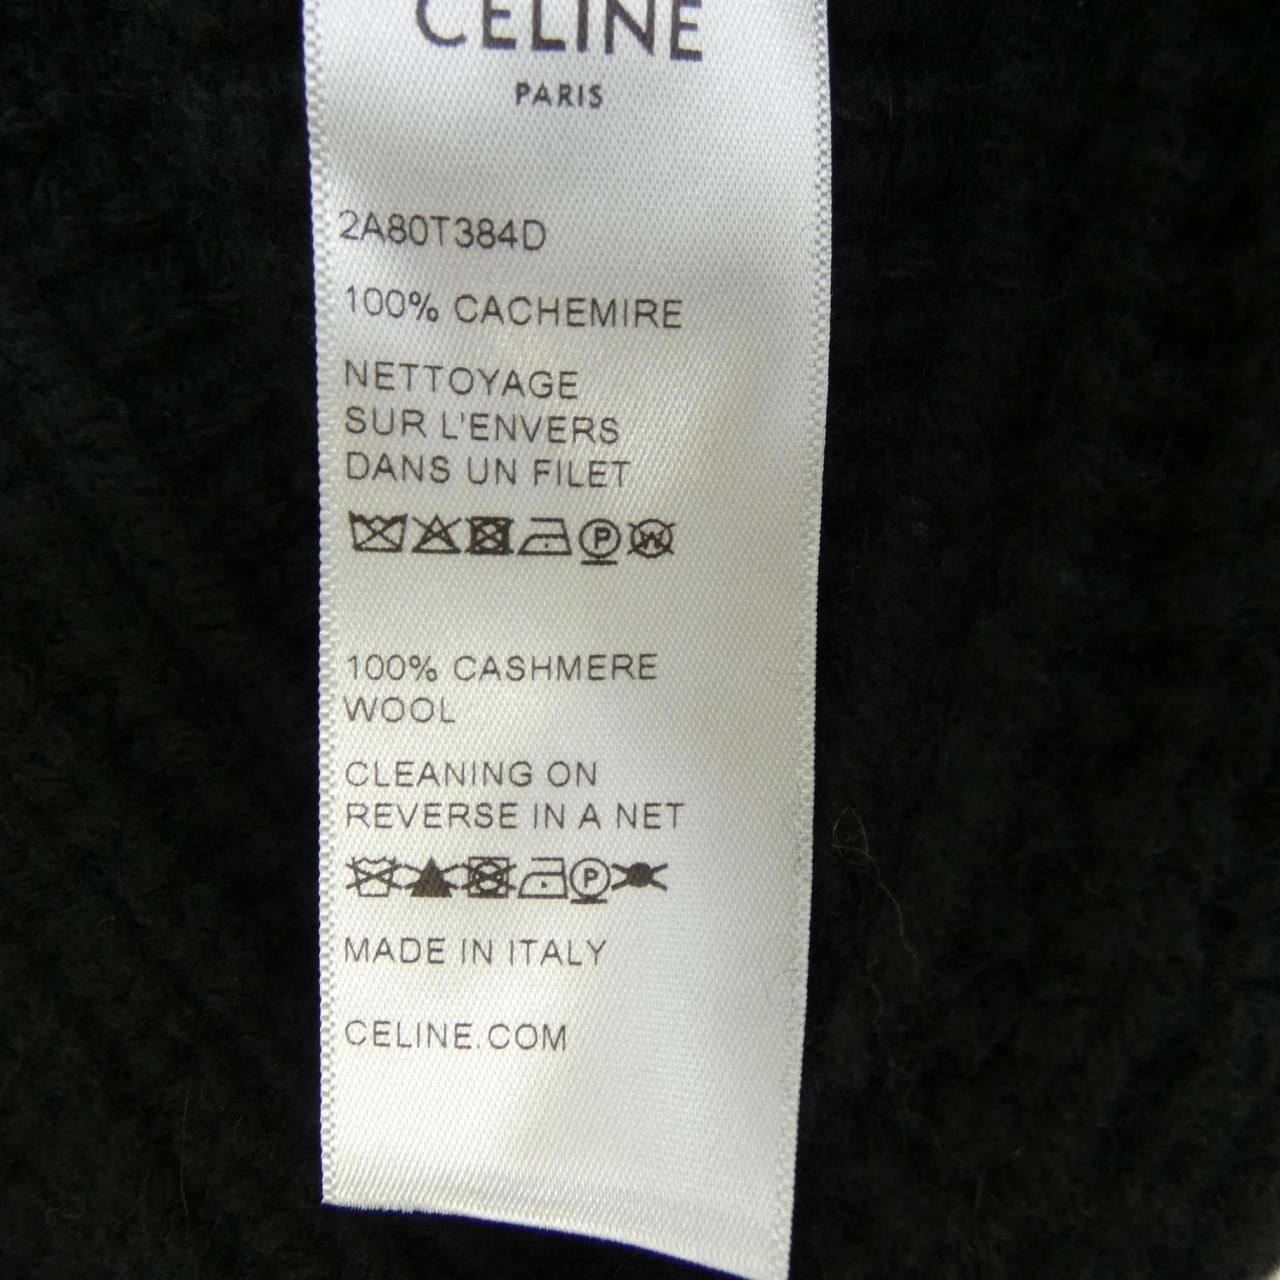 CELINE
PARIS
2A80T384D
100% CACHEMIRE
NETTOYAGE
SUR L'ENVERS
DANS UN FILET
P W
100% CASHMERE
WOOL
CLEANING ON
REVERSE IN A NET
P
MADE IN ITALY
CELINE.COM